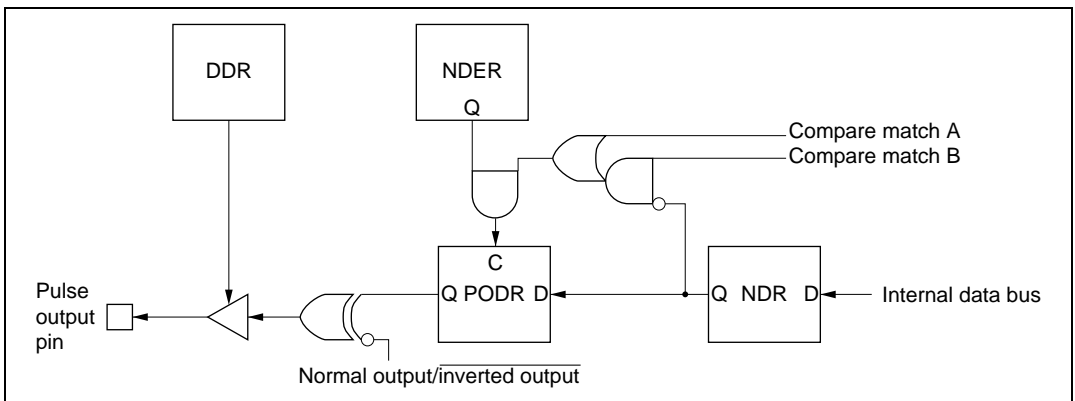 DDR
NDER
Q
Compare match A
Compare match B
C
Q PODR D
Q NDR D
Internal data bus
Pulse
output
pin
Normal output/inverted output